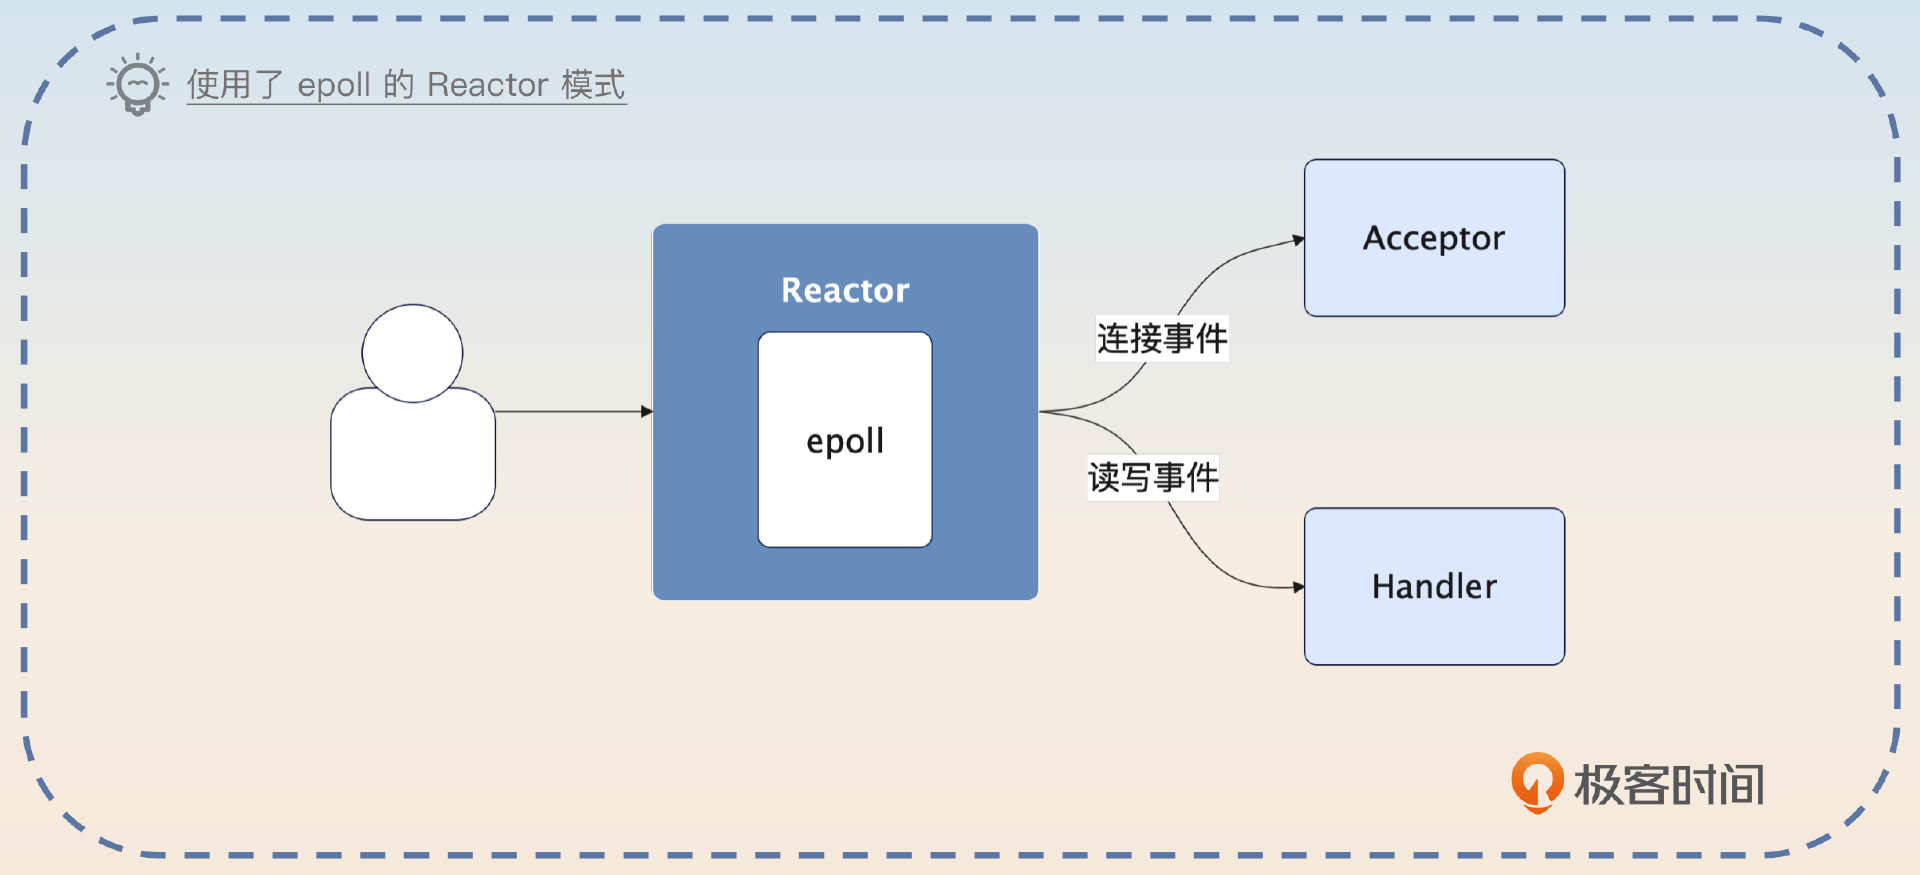 使用了 epoll 的 Reactor 模式
Acceptor
Reactor
连接事件
epoll
读写事件
Handler
极客时间